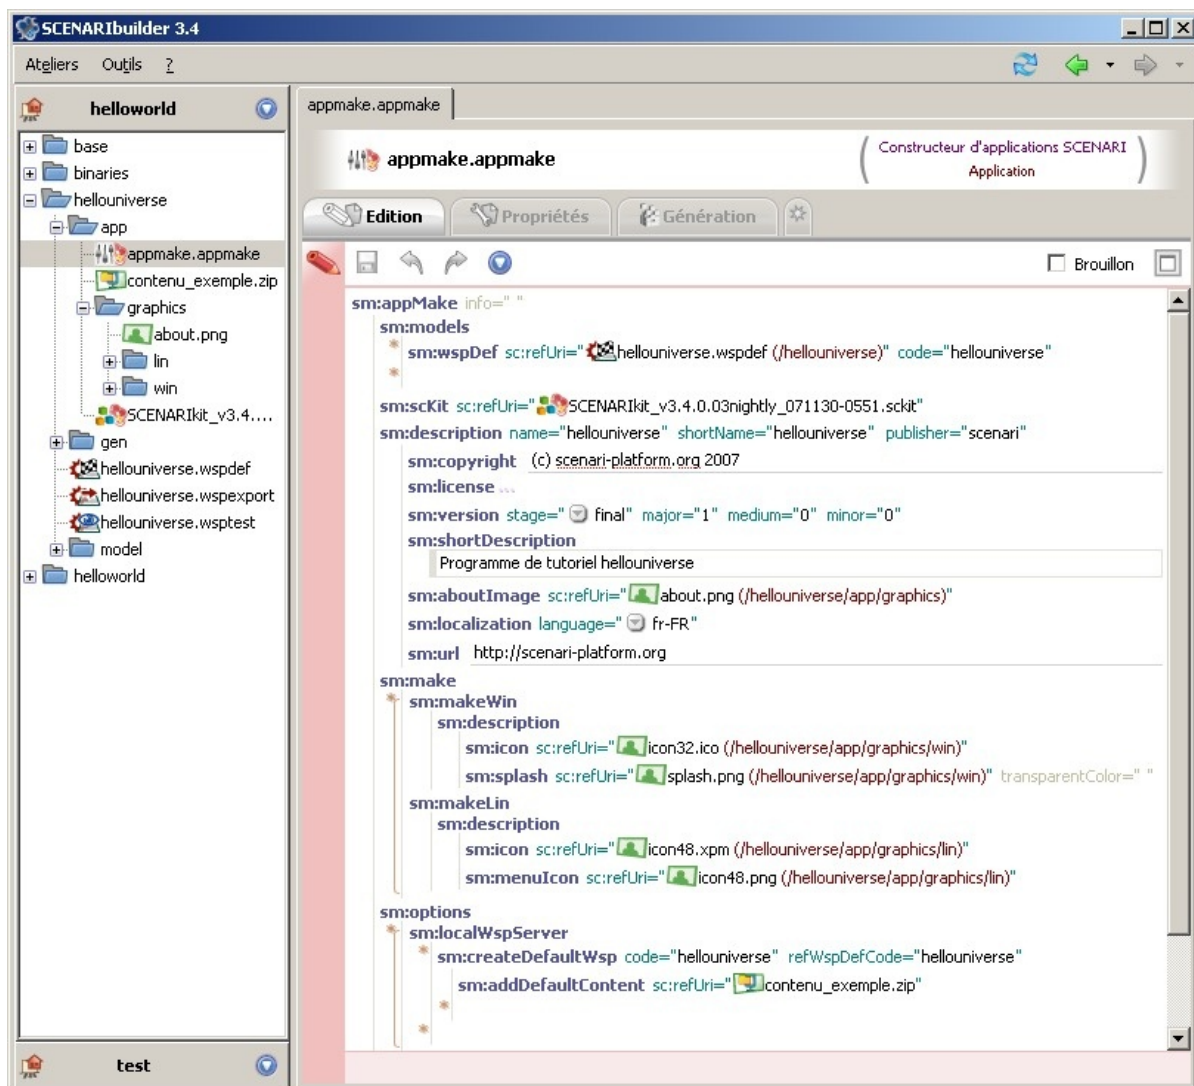 SCENARIbuilder 3.4
Ateliers Outils ?
helloworld
base
binaries
hellouniverse
app
appmake.appmake
contenu_exemple.zip
graphics
about.png
lin
win
SCENARIkit_v3.4....
gen
hellouniverse.wspdef
hellouniverse.wspexport
hellouniverse.wsptest
model
helloworld
test
appmake.appmake
appmake.appmake
Constructeur d'applications SCENARI
Application
Edition Propriétés Génération
Brouillon
sm:appMake info=" "
sm:models
sm:wspDef sc:refUri="hellouniverse.wspdef (/hellouniverse)" code="hellouniverse"
sm:scKit sc:refUri="SCENARIkit_v3.4.0.03nightly_071130-0551.sckit"
sm:description name="hellouniverse" shortName="hellouniverse" publisher="scenari"
sm:copyright (c) scenari-platform.org 2007
sm:license ...
sm:version stage="final" major="1" medium="0" minor="0"
sm:shortDescription
Programme de tutoriel hellouniverse
sm:aboutImage sc:refUri="about.png (/hellouniverse/app/graphics)"
sm:localization language="fr-FR"
sm:url http://scenari-platform.org
sm:make
sm:makeWin
sm:description
sm:icon sc:refUri="icon32.ico (/hellouniverse/app/graphics/win)"
sm:splash sc:refUri="splash.png (/hellouniverse/app/graphics/win)" transparentColor=" "
sm:makeLin
sm:description
sm:icon sc:refUri="icon48.xpm (/hellouniverse/app/graphics/lin)"
sm:menuIcon sc:refUri="icon48.png (/hellouniverse/app/graphics/lin)"
sm:options
sm:localWspServer
sm:createDefaultWsp code="hellouniverse" refWspDefCode="hellouniverse"
sm:addDefaultContent sc:refUri="contenu_exemple.zip"